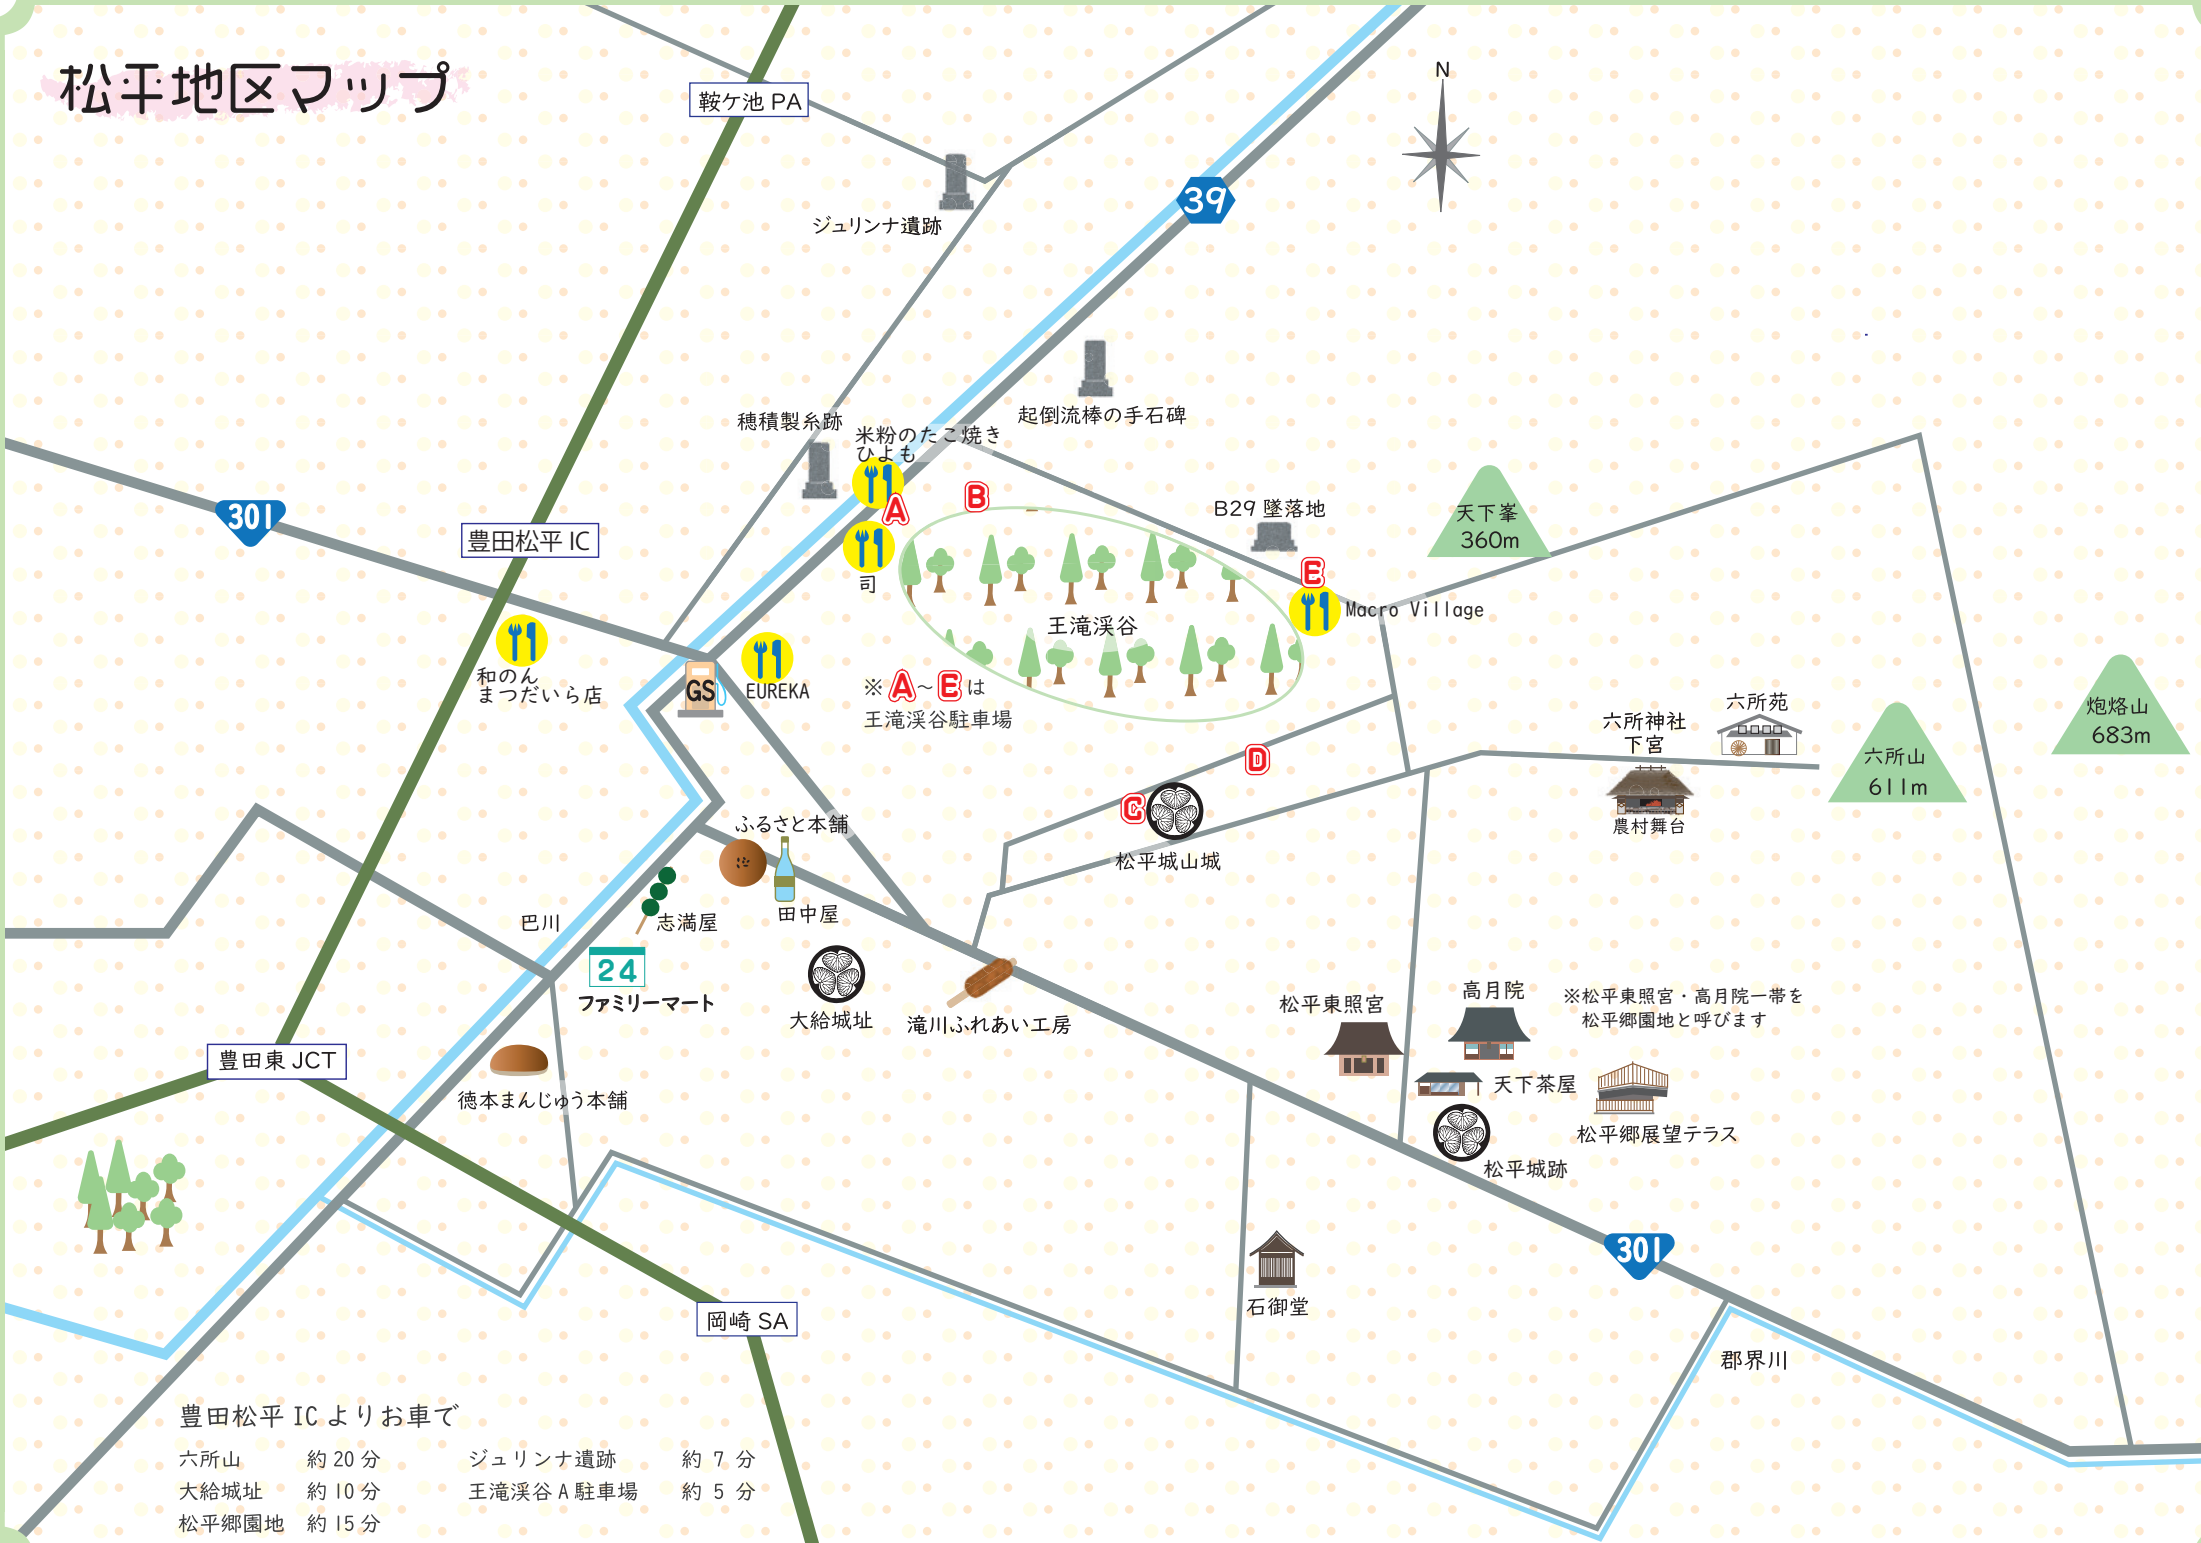 松平地区マップ
N
鞍ケ池 PA
39
ジュリンナ遺跡
起倒流棒の手石碑
穂積製糸跡
米粉のたこ焼き
ひよも
A
B
B29 墜落地
天下峯
360m
301
豊田松平 IC
司
E
Macro Village
王滝渓谷
和のん
まつだいら店
GS
EUREKA
※A~Eは
王滝渓谷駐車場
六所苑
六所神社
下宮
農村舞台
六所山
611m
炮烙山
683m
D
C
松平城山城
ふるさと本舗
田中屋
志満屋
巴川
24
ファミリーマート
大給城址
滝川ふれあい工房
松平東照宮
高月院
※松平東照宮・高月院一帯を
松平郷園地と呼びます
天下茶屋
松平郷展望テラス
松平城跡
豊田東 JCT
徳本まんじゅう本舗
301
石御堂
岡崎 SA
郡界川
豊田松平 IC よりお車で
六所山 約 20 分 ジュリンナ遺跡 約 7 分
大給城址 約 10 分 王滝渓谷 A 駐車場 約 5 分
松平郷園地 約 15 分